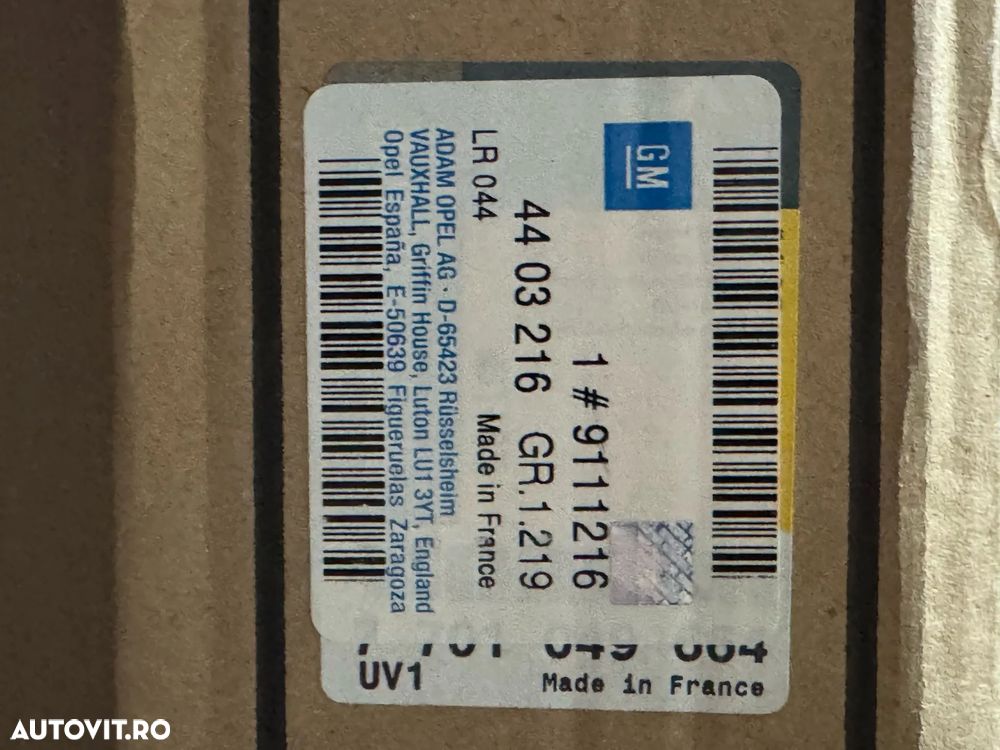 GM
1 #9111216
44 03 216 GR.1.219
LR 044
Made in France
ADAM OPEL AG · D-65423 Rüsselsheim
VAUXHALL, Griffin House, Luton LU1 3YT, England
Opel España, E-50639 Figueruelas Zaragoza
UV1
Made in France
AUTOVIT.RO